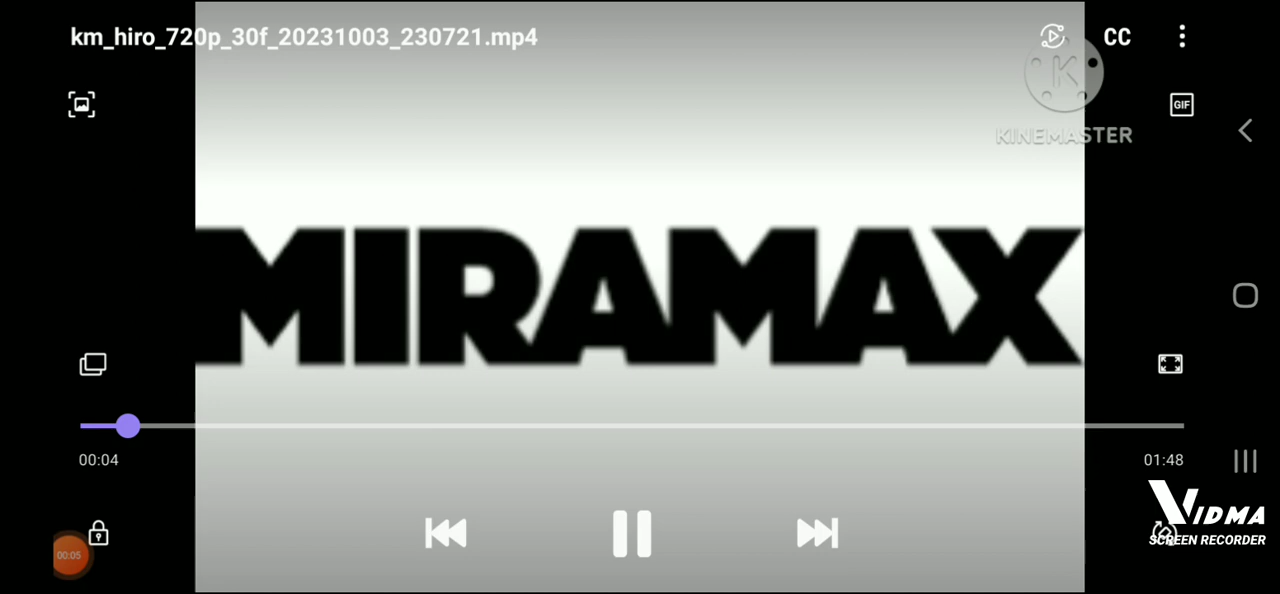 km_hiro_720p_30f_20231003_230721.mp4
CC
K
KINEMASTER
GIF
MIRAMAX
00:04
01:48
00:05
VIDMA
SCREEN RECORDER